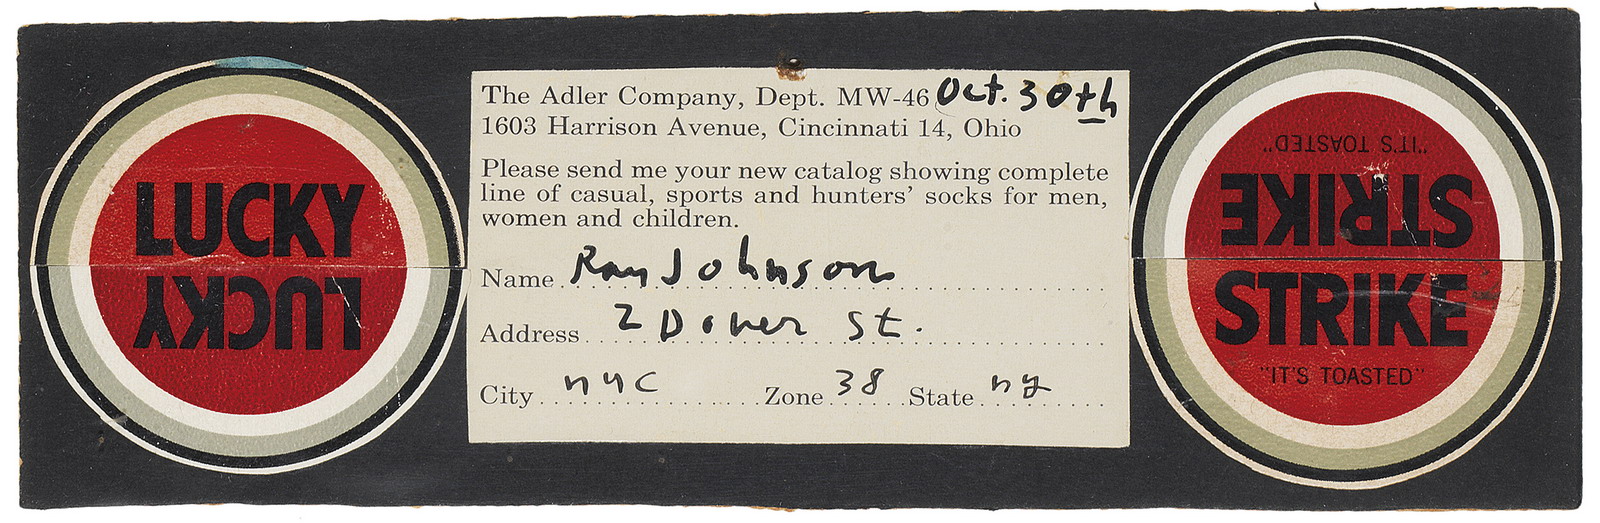 LUCKY
LUCKY
The Adler Company, Dept. MW-46 Oct. 30th
1603 Harrison Avenue, Cincinnati 14, Ohio
Please send me your new catalog showing complete
line of casual, sports and hunters' socks for men,
women and children.
Name Ray Johnson
Address 2 Dover St.
City nyc Zone 38 State ny
"IT'S TOASTED"
STRIKE
STRIKE
"IT'S TOASTED"